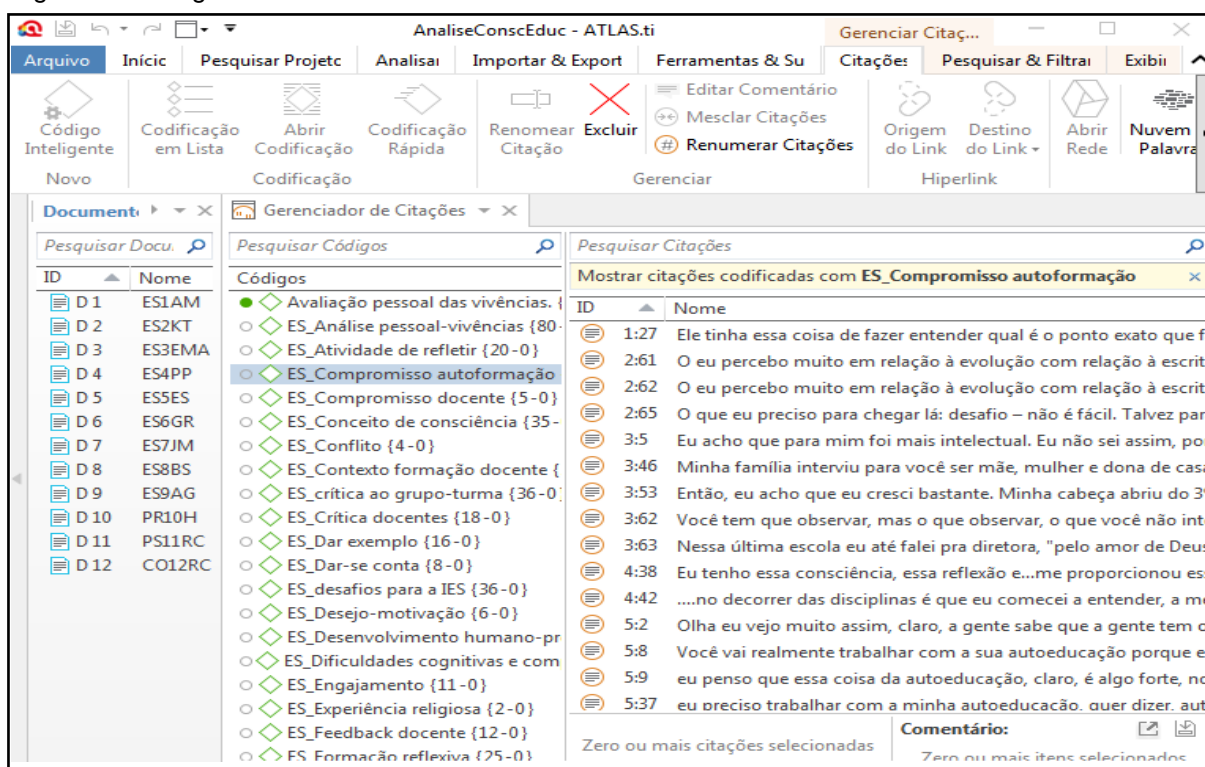 AnaliseConscEduc - ATLAS.ti
Gerenciar Citaç...
Arquivo Iníci Pesquisar Projeto Analisar Importar & Export Ferramentas & Su Citações Pesquisar & Filtrar Exibir
Código Inteligente
Codificação em Lista
Abrir Codificação
Codificação Rápida
Renomear Citação
Excluir
Editar Comentário
Mesclar Citações
Renumerar Citações
Origem do Link
Destino do Link
Abrir Rede
Nuvem Palavra
Novo Codificação Gerenciar Hiperlink
Document Gerenciador de Citações
Pesquisar Docu.
ID Nome
D 1 ES1AM
D 2 ES2KT
D 3 ES3EMA
D 4 ES4PP
D 5 ES5ES
D 6 ES6GR
D 7 ES7JM
D 8 ES8BS
D 9 ES9AG
D 10 PR10H
D 11 PS11RC
D 12 CO12RC
Pesquisar Códigos
Códigos
Avaliação pessoal das vivências. {
ES_Análise pessoal-vivências {80-
ES_Atividade de refletir {20-0}
ES_Compromisso autoformação
ES_Compromisso docente {5-0}
ES_Conceito de consciência {35-
ES_Conflito {4-0}
ES_Contexto formação docente {
ES_crítica ao grupo-turma {36-0}
ES_Crítica docentes {18-0}
ES_Dar exemplo {16-0}
ES_Dar-se conta {8-0}
ES_desafios para a IES {36-0}
ES_Desejo-motivação {6-0}
ES_Desenvolvimento humano-pr
ES_Dificuldades cognitivas e com
ES_Engajamento {11-0}
ES_Experiência religiosa {2-0}
ES_Feedback docente {12-0}
ES_Formação reflexiva {25-0}
Pesquisar Citações
Mostrar citações codificadas com ES_Compromisso autoformação
ID Nome
1:27 Ele tinha essa coisa de fazer entender qual é o ponto exato que f
2:61 O eu percebo muito em relação à evolução com relação à escrit
2:62 O eu percebo muito em relação à evolução com relação à escrit
2:65 O que eu preciso para chegar lá: desafio – não é fácil. Talvez par
3:5 Eu acho que para mim foi mais intelectual. Eu não sei assim, po
3:46 Minha família interviu para você ser mãe, mulher e dona de casa
3:53 Então, eu acho que eu cresci bastante. Minha cabeça abriu do 3º
3:62 Você tem que observar, mas o que observar, o que você não int
3:63 Nessa última escola eu até falei pra diretora, "pelo amor de Deus
4:38 Eu tenho essa consciência, essa reflexão e...me proporcionou es
4:42 ....no decorrer das disciplinas é que eu comecei a entender, a m
5:2 Olha eu vejo muito assim, claro, a gente sabe que a gente tem
5:8 Você vai realmente trabalhar com a sua autoeducação porque e
5:9 eu penso que essa coisa da autoeducação, claro, é algo forte, no
5:37 eu preciso trabalhar com a minha autoeducação, quer dizer, aut
Zero ou mais citações selecionadas
Comentário:
Zero ou mais itens selecionados